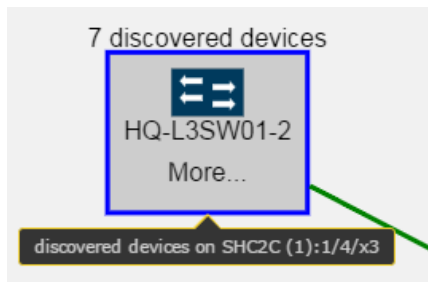 7 discovered devices
HQ-L3SW01-2
More...
discovered devices on SHC2C (1):1/4/x3